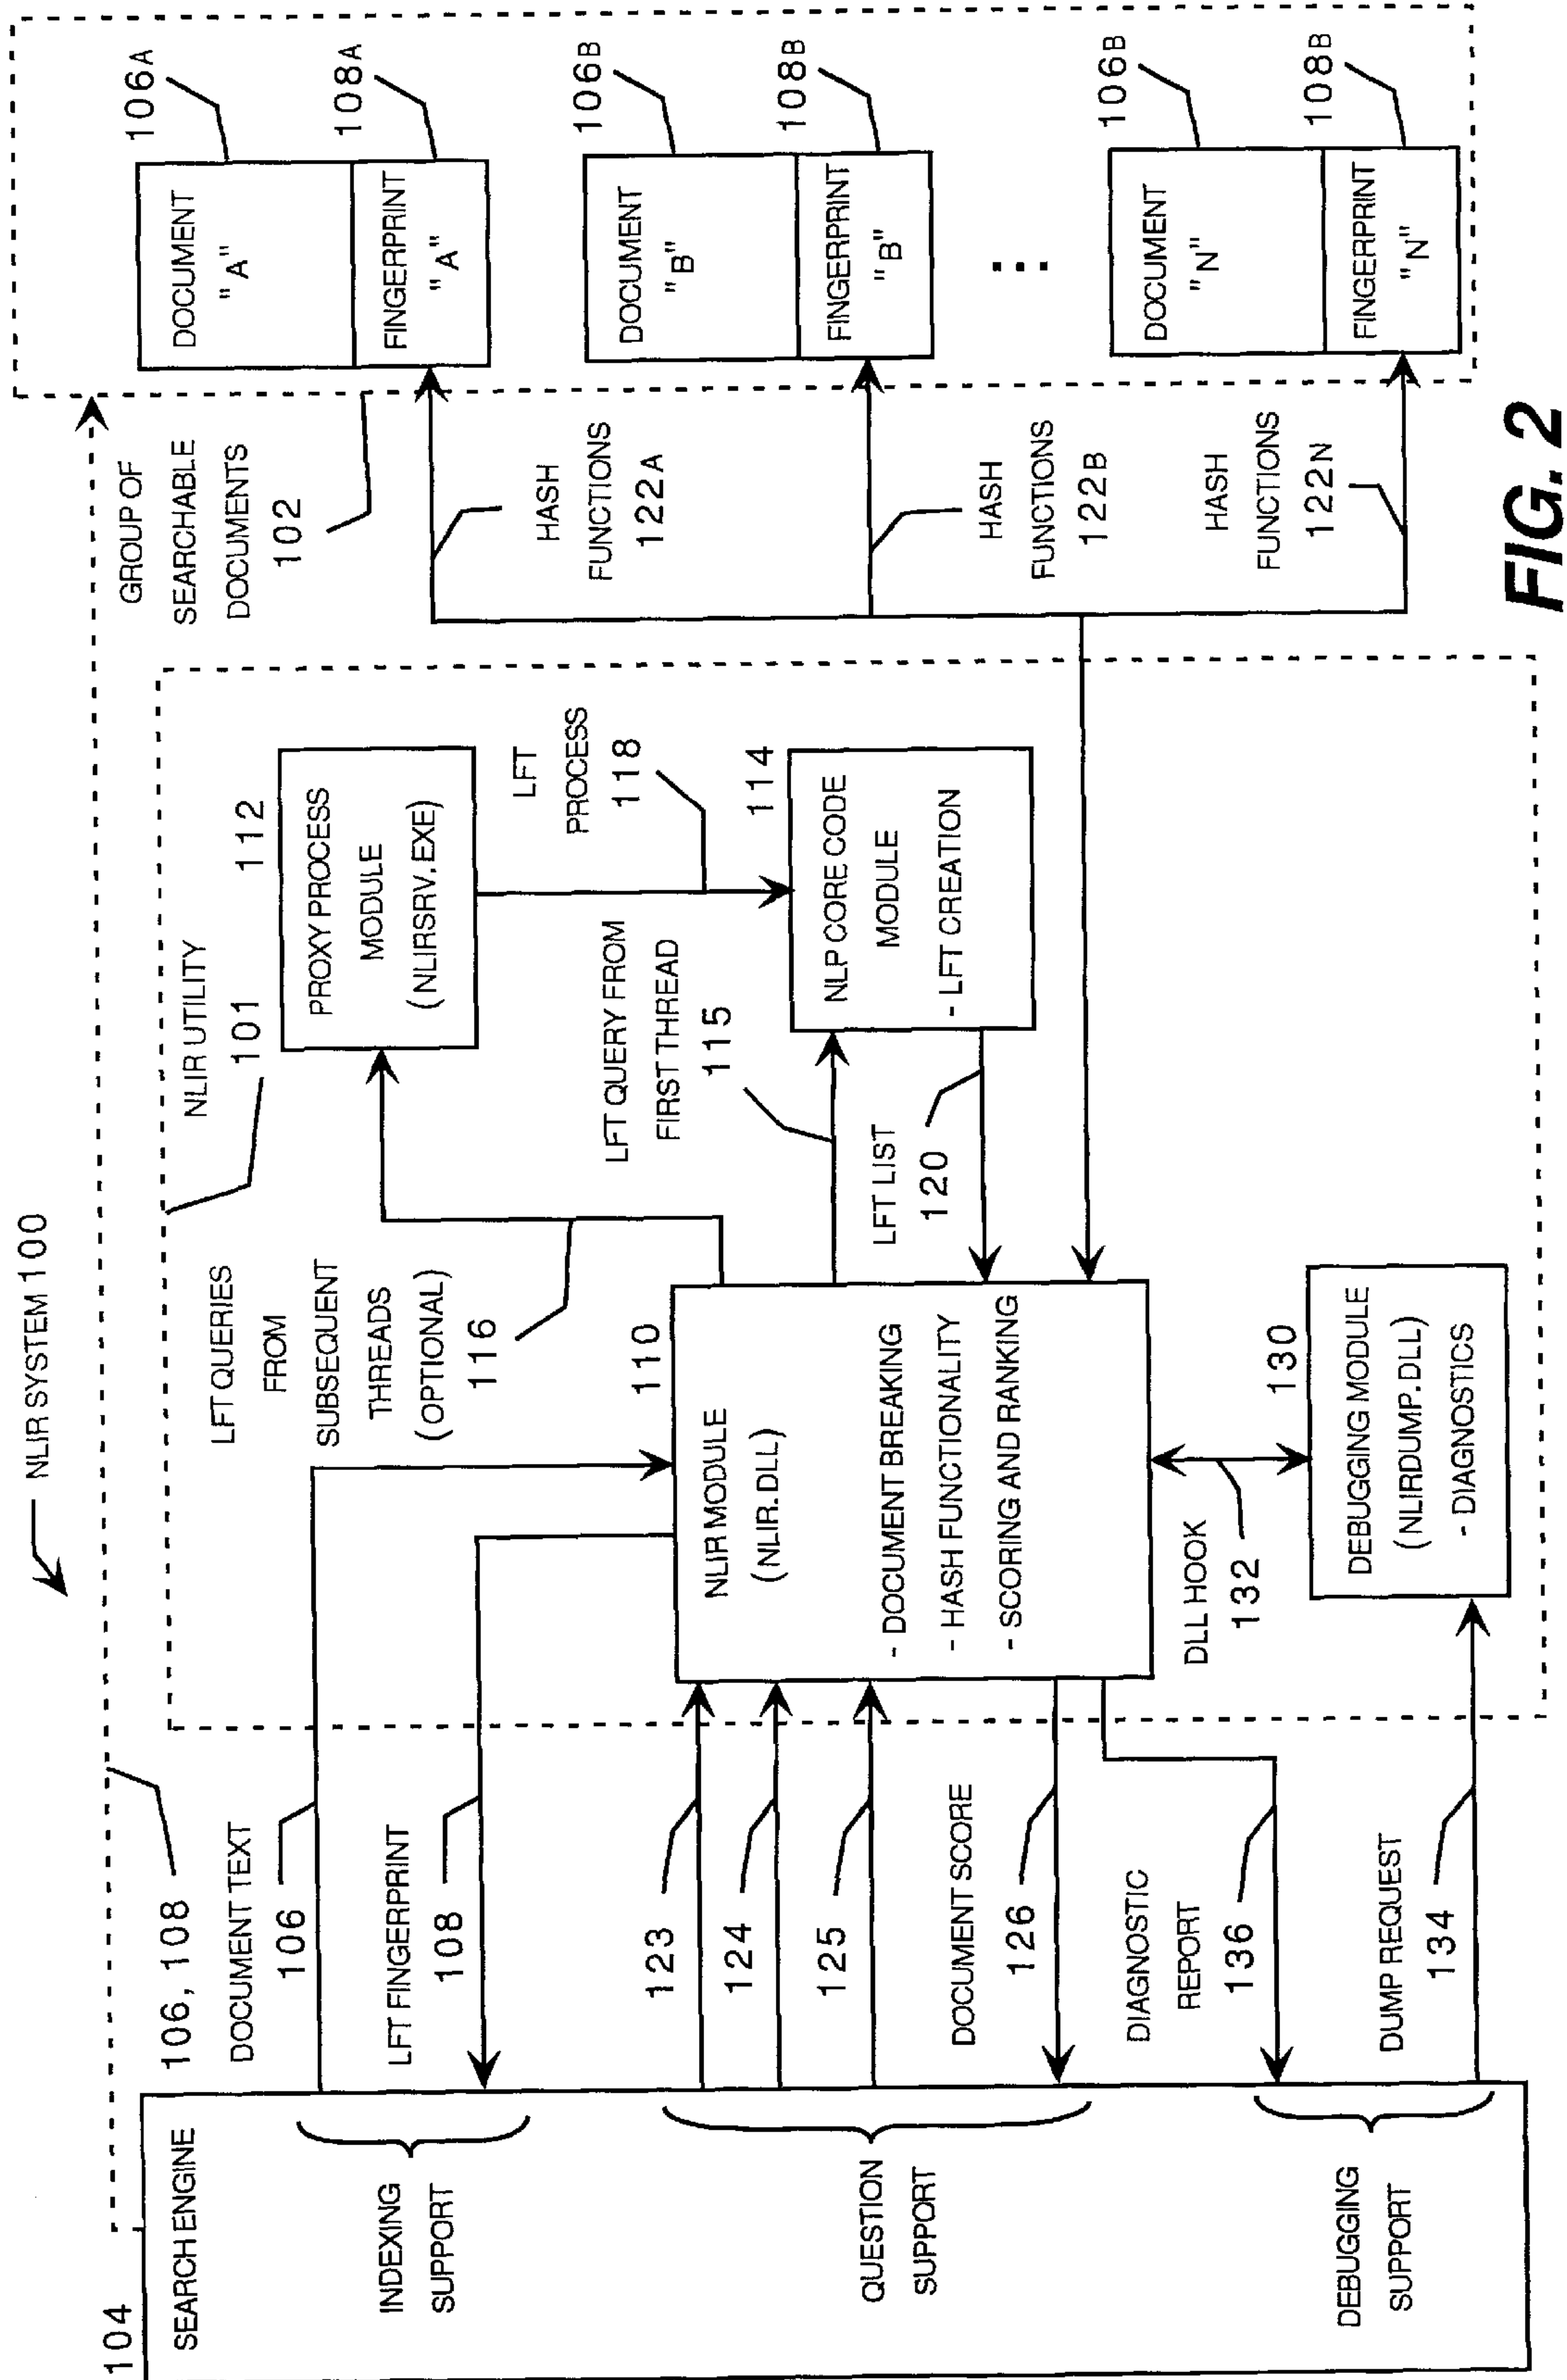 NLIR SYSTEM 100
104
SEARCH ENGINE
INDEXING
SUPPORT
QUESTION
SUPPORT
DEBUGGING
SUPPORT
106, 108
DOCUMENT TEXT
106
LFT FINGERPRINT
108
123
124
125
DOCUMENT SCORE
126
DIAGNOSTIC
REPORT
136
DUMP REQUEST
134
NLIR UTILITY
101
LFT QUERIES
FROM
SUBSEQUENT
THREADS
(OPTIONAL)
116
110
NLIR MODULE
(NLIR.DLL)
- DOCUMENT BREAKING
- HASH FUNCTIONALITY
- SCORING AND RANKING
DLL HOOK
132
130
DEBUGGING MODULE
(NLIRDUMP.DLL)
- DIAGNOSTICS
112
PROXY PROCESS
MODULE
(NLIRSRV.EXE)
LFT
PROCESS
118
LFT QUERY FROM
FIRST THREAD
115
114
NLP CORE CODE
MODULE
- LFT CREATION
LFT LIST
120
GROUP OF
SEARCHABLE
DOCUMENTS
102
HASH
FUNCTIONS
122A
HASH
FUNCTIONS
122B
HASH
FUNCTIONS
122N
106A
DOCUMENT
"A"
108A
FINGERPRINT
"A"
106B
DOCUMENT
"B"
108B
FINGERPRINT
"B"
...
106B
DOCUMENT
"N"
108B
FINGERPRINT
"N"
FIG. 2